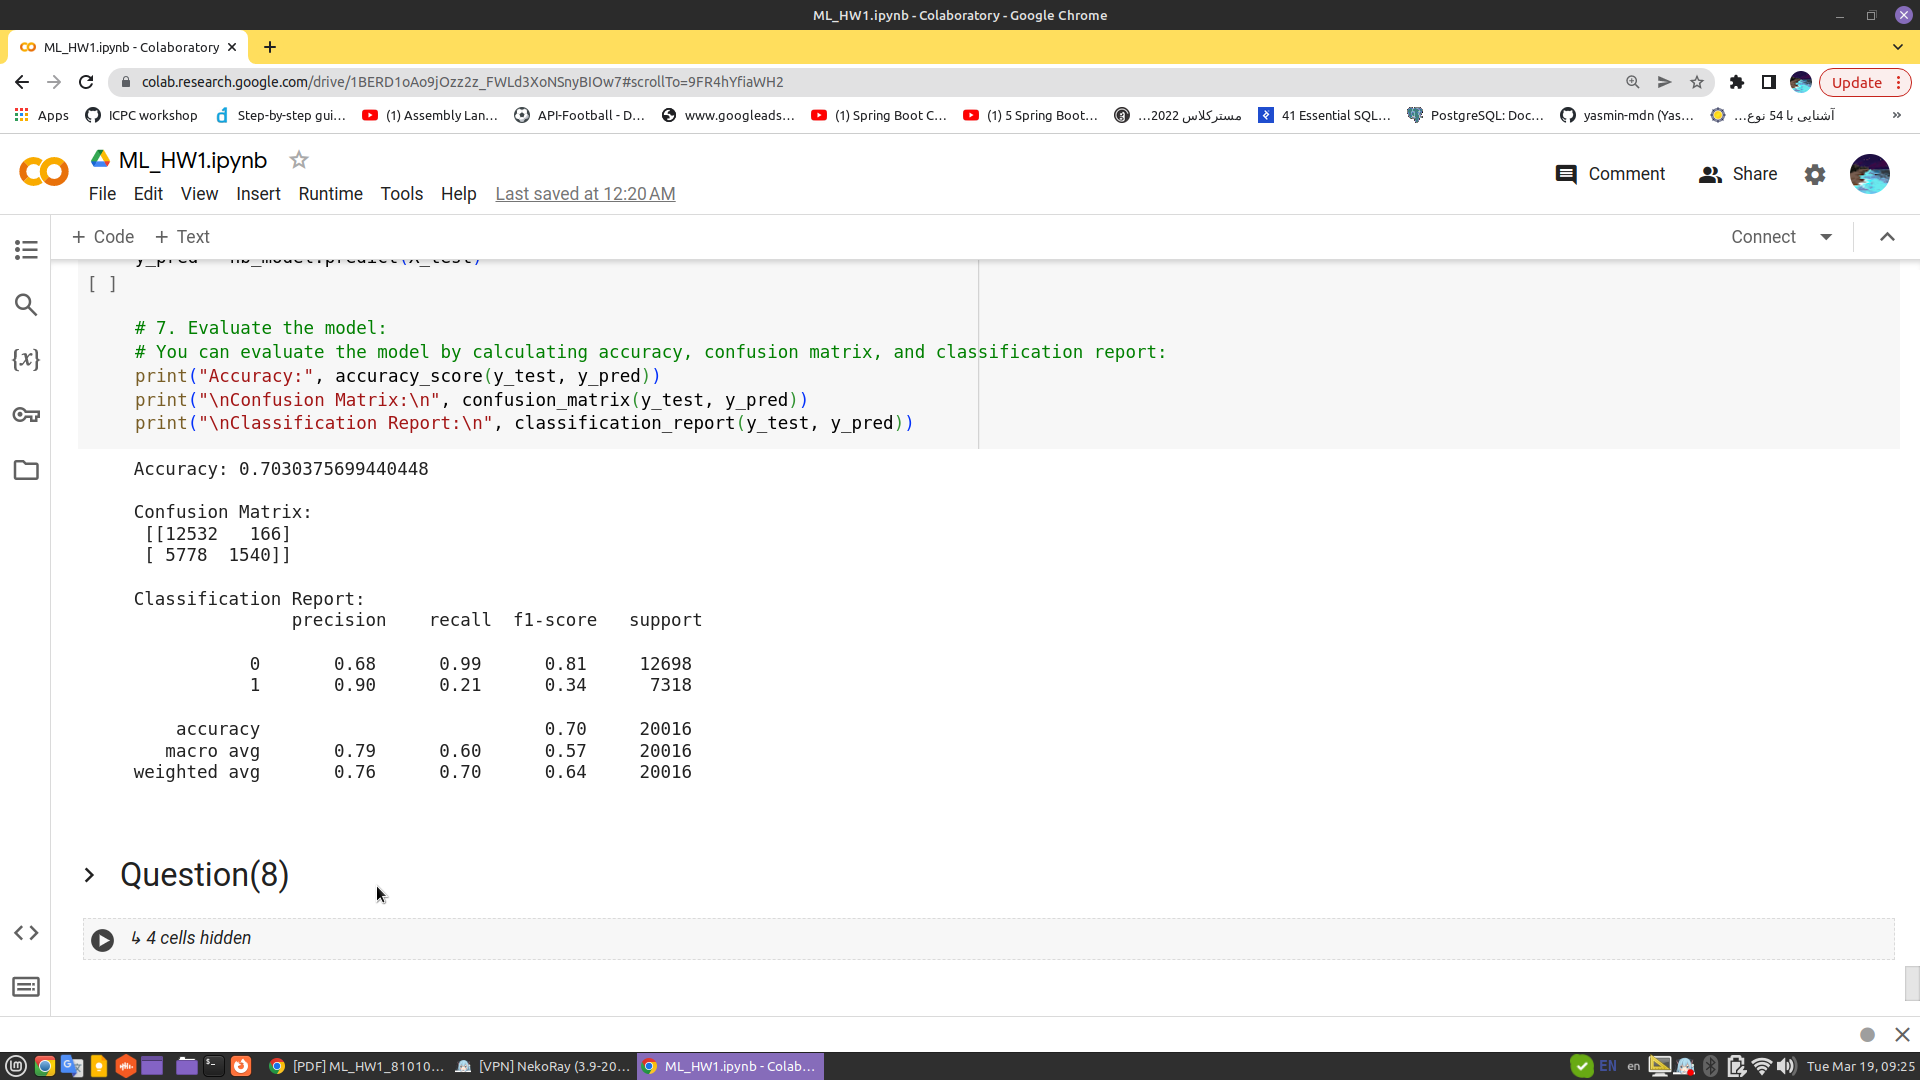 ML_HW1.ipynb - Colaboratory - Google Chrome
ML_HW1.ipynb - Colaboratory
colab.research.google.com/drive/1BERD1oAo9jOzz2z_FWLd3XoNSnyBIOw7#scrollTo=9FR4hYfiaWH2
Update
Apps ICPC workshop Step-by-step gui... (1) Assembly Lan... API-Football - D... www.googleads... (1) Spring Boot C... (1) 5 Spring Boot... مسترکلاس 2022... 41 Essential SQL... PostgreSQL: Doc... yasmin-mdn (Yas... آشنایی با 54 نوع... »
ML_HW1.ipynb
Comment Share
File Edit View Insert Runtime Tools Help Last saved at 12:20 AM
+ Code + Text Connect
y_pred = nb_model.predict(X_test)
[ ]
# 7. Evaluate the model:
# You can evaluate the model by calculating accuracy, confusion matrix, and classification report:
print("Accuracy:", accuracy_score(y_test, y_pred))
print("\nConfusion Matrix:\n", confusion_matrix(y_test, y_pred))
print("\nClassification Report:\n", classification_report(y_test, y_pred))
Accuracy: 0.7030375699440448
Confusion Matrix:
[[12532 166]
[ 5778 1540]]
Classification Report:
precision recall f1-score support
0 0.68 0.99 0.81 12698
1 0.90 0.21 0.34 7318
accuracy 0.70 20016
macro avg 0.79 0.60 0.57 20016
weighted avg 0.76 0.70 0.64 20016
Question(8)
↳ 4 cells hidden
[PDF] ML_HW1_81010... [VPN] NekoRay (3.9-20... ML_HW1.ipynb - Colab... EN en Tue Mar 19, 09:25